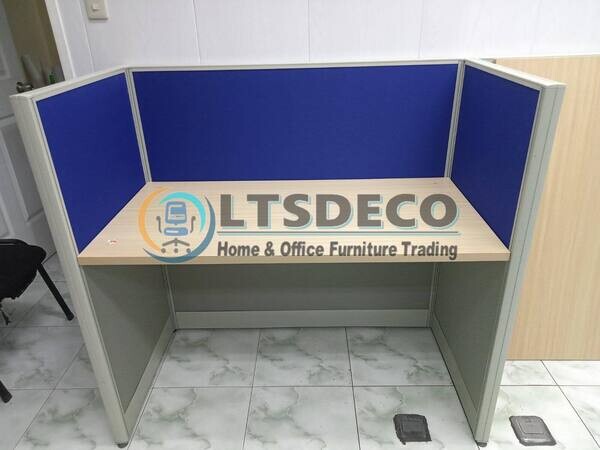 LTSDECO
Home & Office Furniture Trading